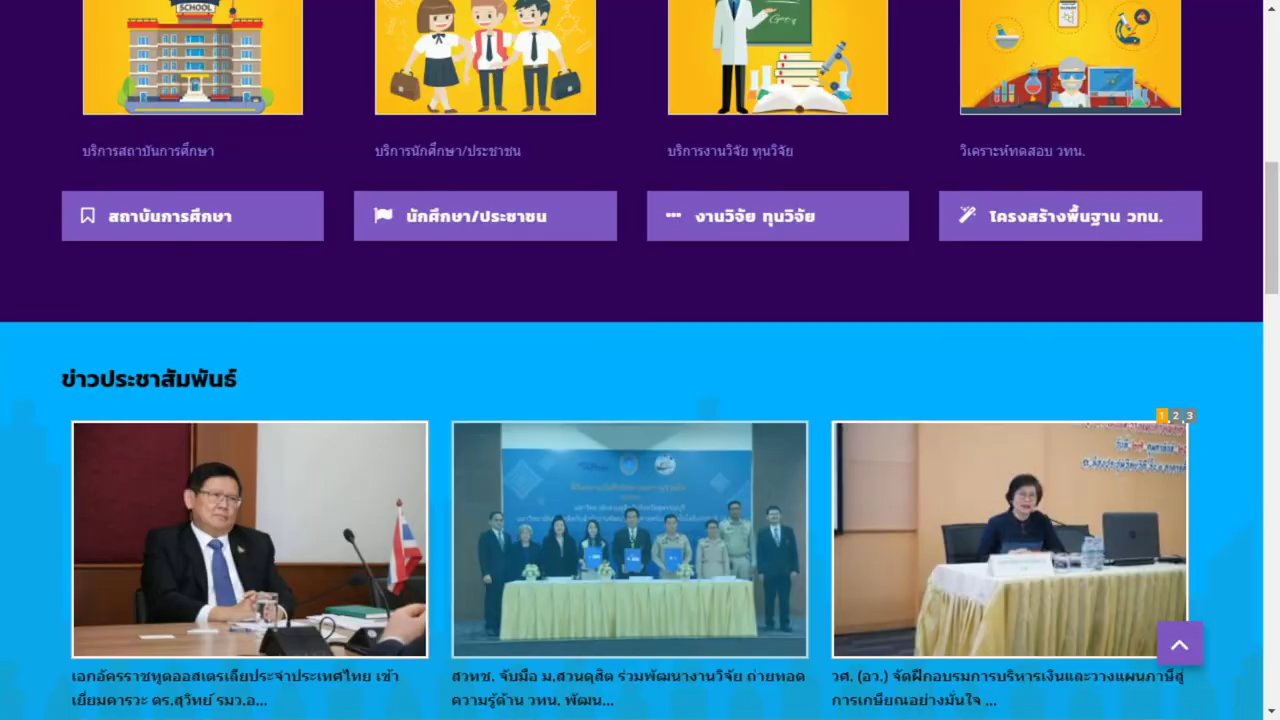 SCHOOL
บริการสถาบันการศึกษา
บริการนักศึกษา/ประชาชน
บริการงานวิจัย ทุนวิจัย
วิเคราะห์ทดสอบ วทน.
สถาบันการศึกษา
นักศึกษา/ประชาชน
งานวิจัย ทุนวิจัย
โครงสร้างพื้นฐาน วทน.
ข่าวประชาสัมพันธ์
1 2 3
เอกอัครราชทูตออสเตรเลียประจำประเทศไทย เข้า
เยี่ยมคารวะ ดร.สุวิทย์ รมว.อ...
สวทช. จับมือ ม.สวนดุสิต ร่วมพัฒนางานวิจัย ถ่ายทอด
ความรู้ด้าน วทน. พัฒน...
วศ. (อว.) จัดฝึกอบรมการบริหารเงินและวางแผนภาษีสู่
การเกษียณอย่างมั่นใจ ...